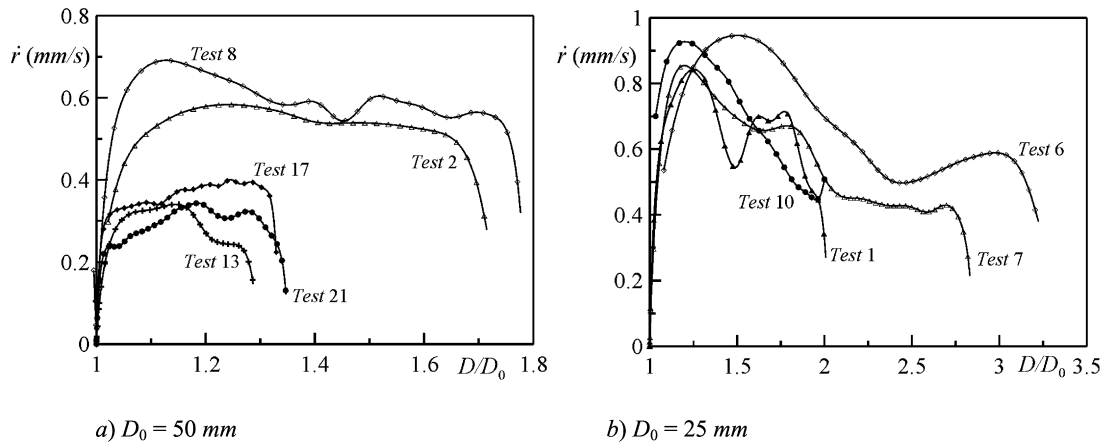 0.8
ṙ (mm/s)
0.6
0.4
0.2
0
1
1.2
1.4
1.6
1.8
D/D0
Test 8
Test 2
Test 17
Test 13
Test 21
a) D0 = 50 mm
1
ṙ (mm/s)
0.8
0.6
0.4
0.2
0
1
1.5
2
2.5
3
3.5
D/D0
Test 6
Test 10
Test 1
Test 7
b) D0 = 25 mm